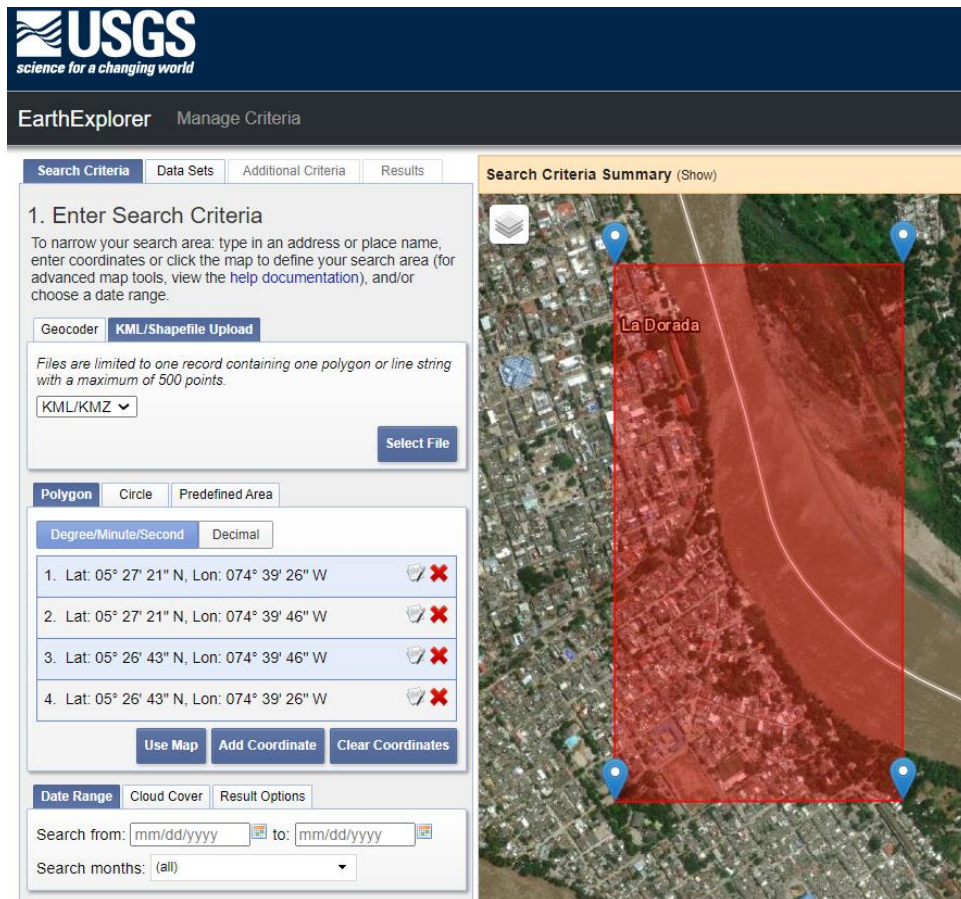 USGS
science for a changing world
EarthExplorer Manage Criteria
Search Criteria Data Sets Additional Criteria Results
Search Criteria Summary (Show)
1. Enter Search Criteria
To narrow your search area: type in an address or place name,
enter coordinates or click the map to define your search area (for
advanced map tools, view the help documentation), and/or
choose a date range.
Geocoder KML/Shapefile Upload
Files are limited to one record containing one polygon or line string
with a maximum of 500 points.
KML/KMZ
Select File
Polygon Circle Predefined Area
Degree/Minute/Second Decimal
1. Lat: 05° 27' 21" N, Lon: 074° 39' 26" W
2. Lat: 05° 27' 21" N, Lon: 074° 39' 46" W
3. Lat: 05° 26' 43" N, Lon: 074° 39' 46" W
4. Lat: 05° 26' 43" N, Lon: 074° 39' 26" W
Use Map Add Coordinate Clear Coordinates
Date Range Cloud Cover Result Options
Search from: mm/dd/yyyy to: mm/dd/yyyy
Search months: (all)
La Dorada